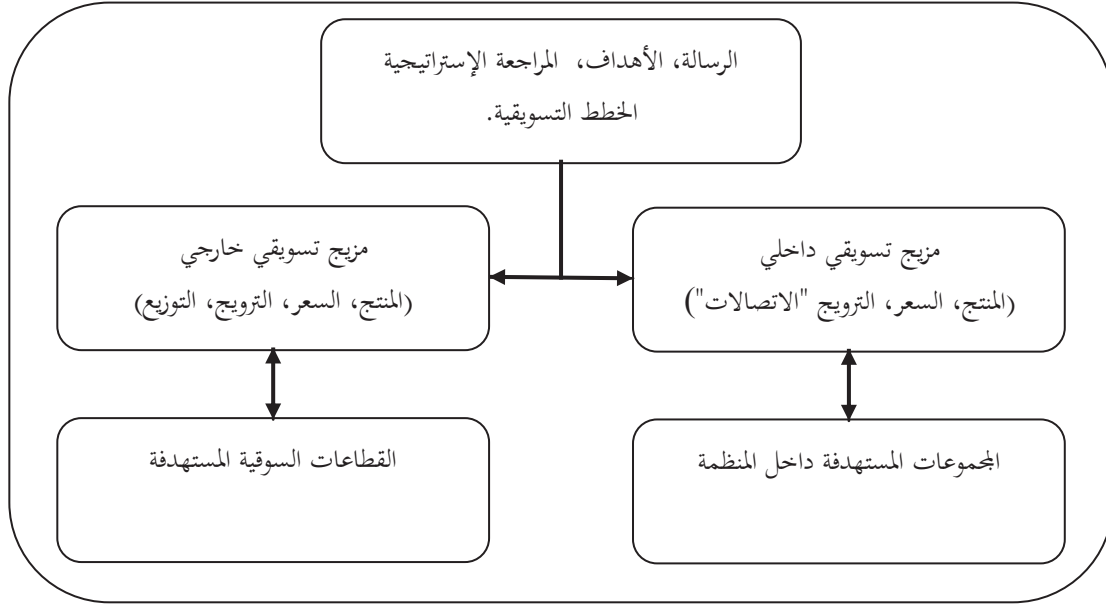 الرسالة، الأهداف، المراجعة الإستراتيجية
الخطط التسويقية.
مزيج تسويقي داخلي
(المنتج، السعر، الترويج "الاتصالات")
مزيج تسويقي خارجي
(المنتج، السعر، الترويج، التوزيع)
المجموعات المستهدفة داخل المنظمة
القطاعات السوقية المستهدفة